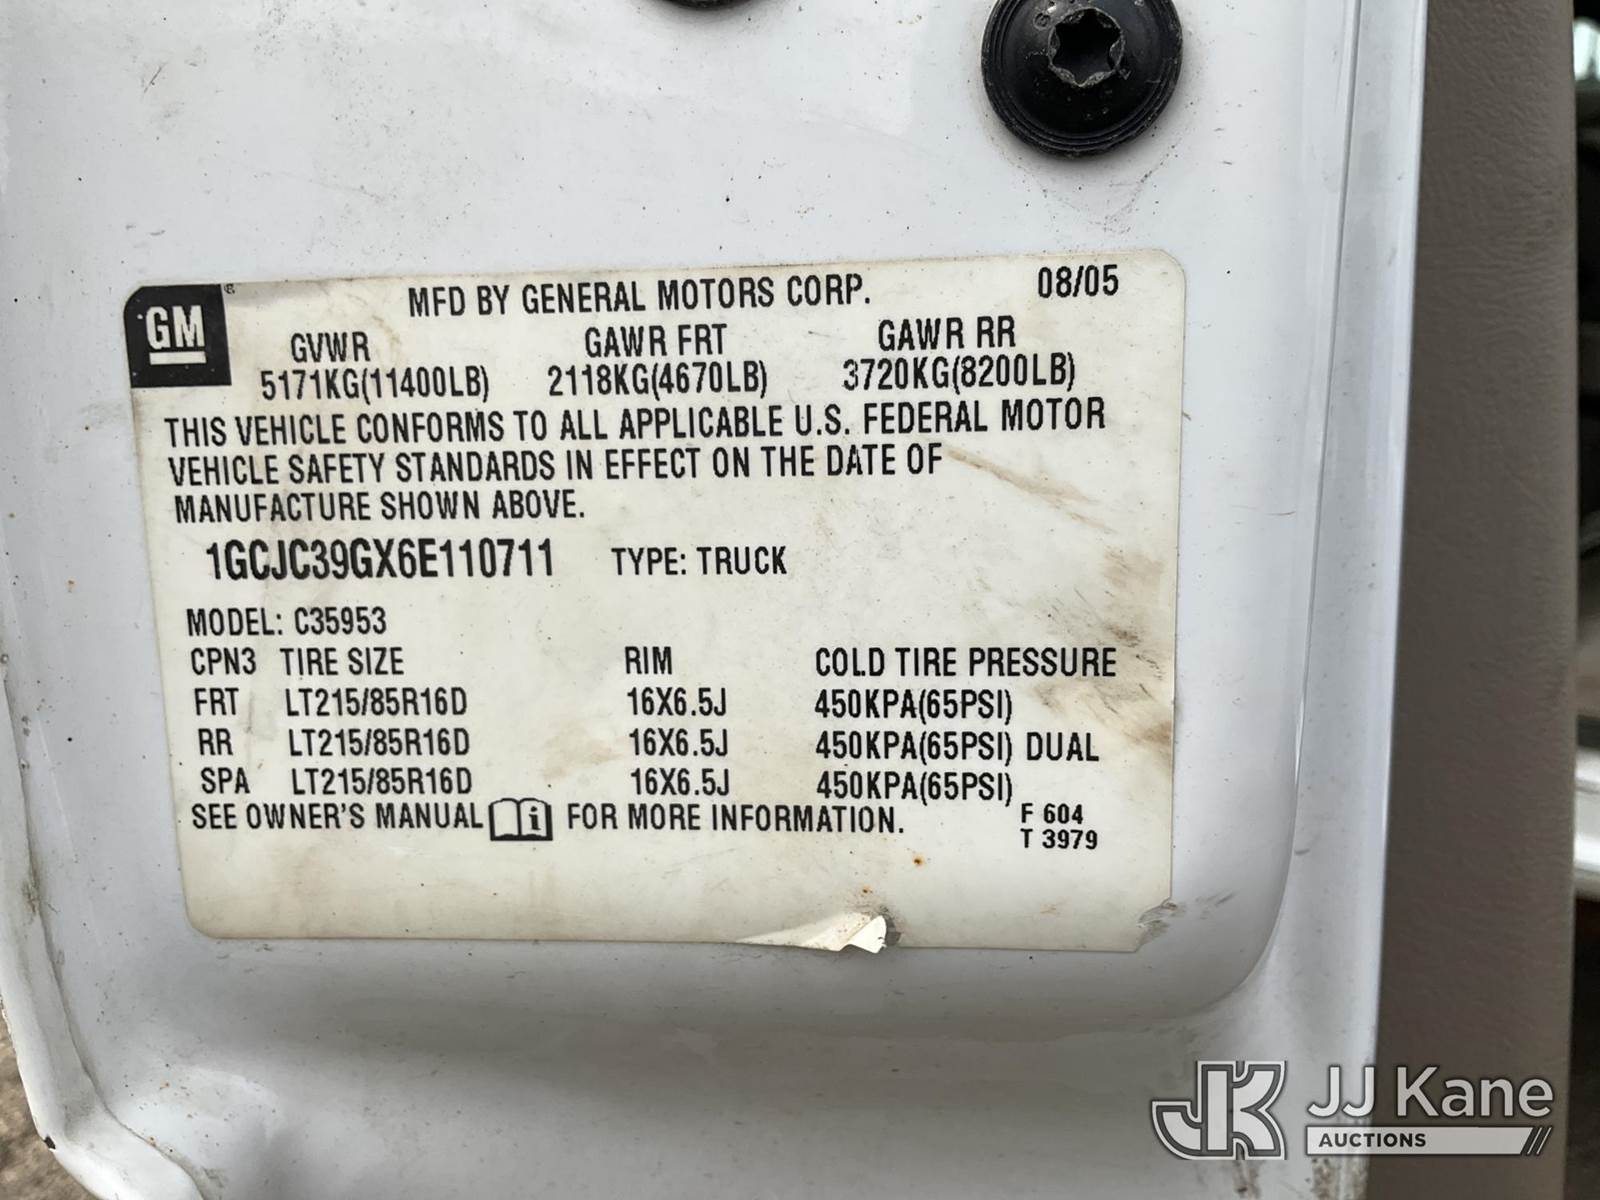 GM®
MFD BY GENERAL MOTORS CORP. 08/05
GVWR GAWR FRT GAWR RR
5171KG(11400LB) 2118KG(4670LB) 3720KG(8200LB)
THIS VEHICLE CONFORMS TO ALL APPLICABLE U.S. FEDERAL MOTOR
VEHICLE SAFETY STANDARDS IN EFFECT ON THE DATE OF
MANUFACTURE SHOWN ABOVE.
1GCJC39GX6E110711 TYPE: TRUCK
MODEL: C35953
CPN3 TIRE SIZE RIM COLD TIRE PRESSURE
FRT LT215/85R16D 16X6.5J 450KPA(65PSI)
RR LT215/85R16D 16X6.5J 450KPA(65PSI) DUAL
SPA LT215/85R16D 16X6.5J 450KPA(65PSI)
SEE OWNER'S MANUAL i FOR MORE INFORMATION.
F 604
T 3979
JK JJ Kane
AUCTIONS